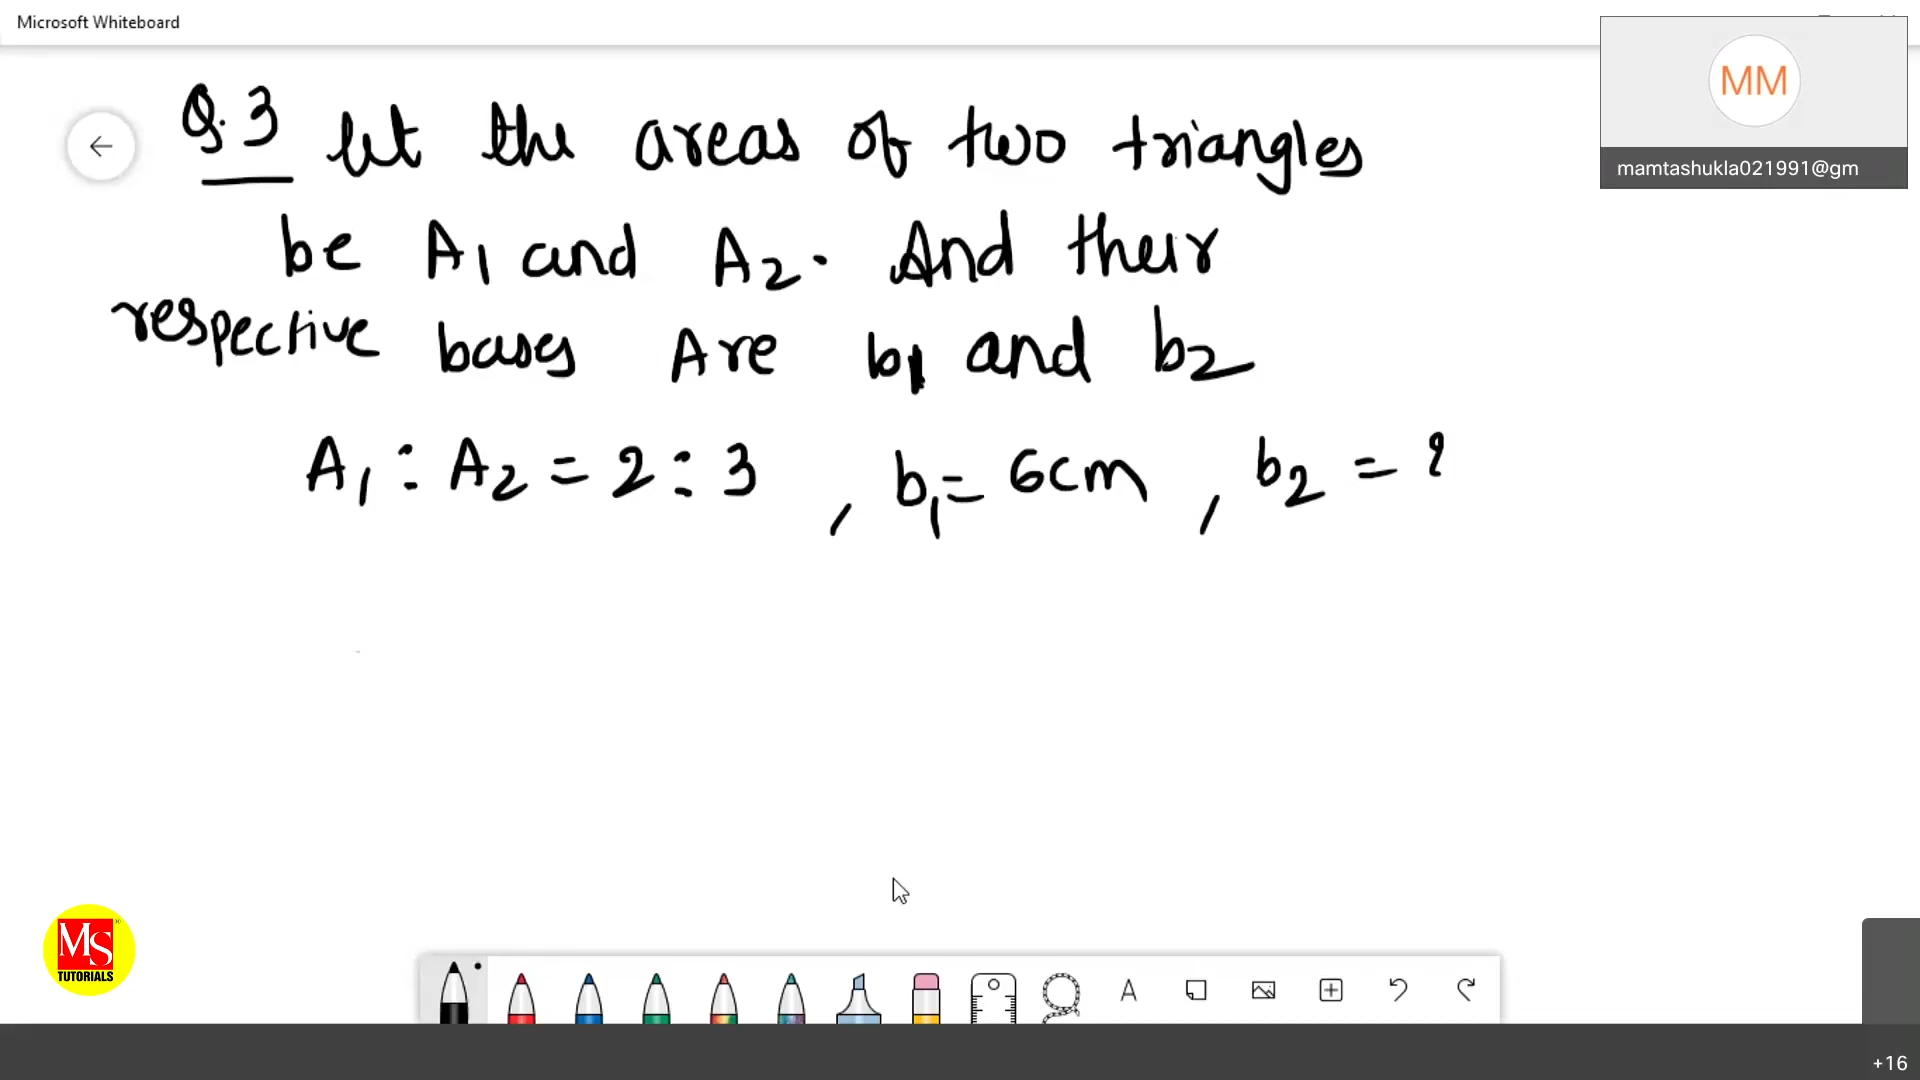 Microsoft Whiteboard
MM
mamtashukla021991@gm
Q.3 let the areas of two triangles
be A1 and A2. And their
respective bases Are b1 and b2
A1 : A2 = 2 : 3 , b1 = 6cm , b2 = ?
MS
TUTORIALS
A
+16